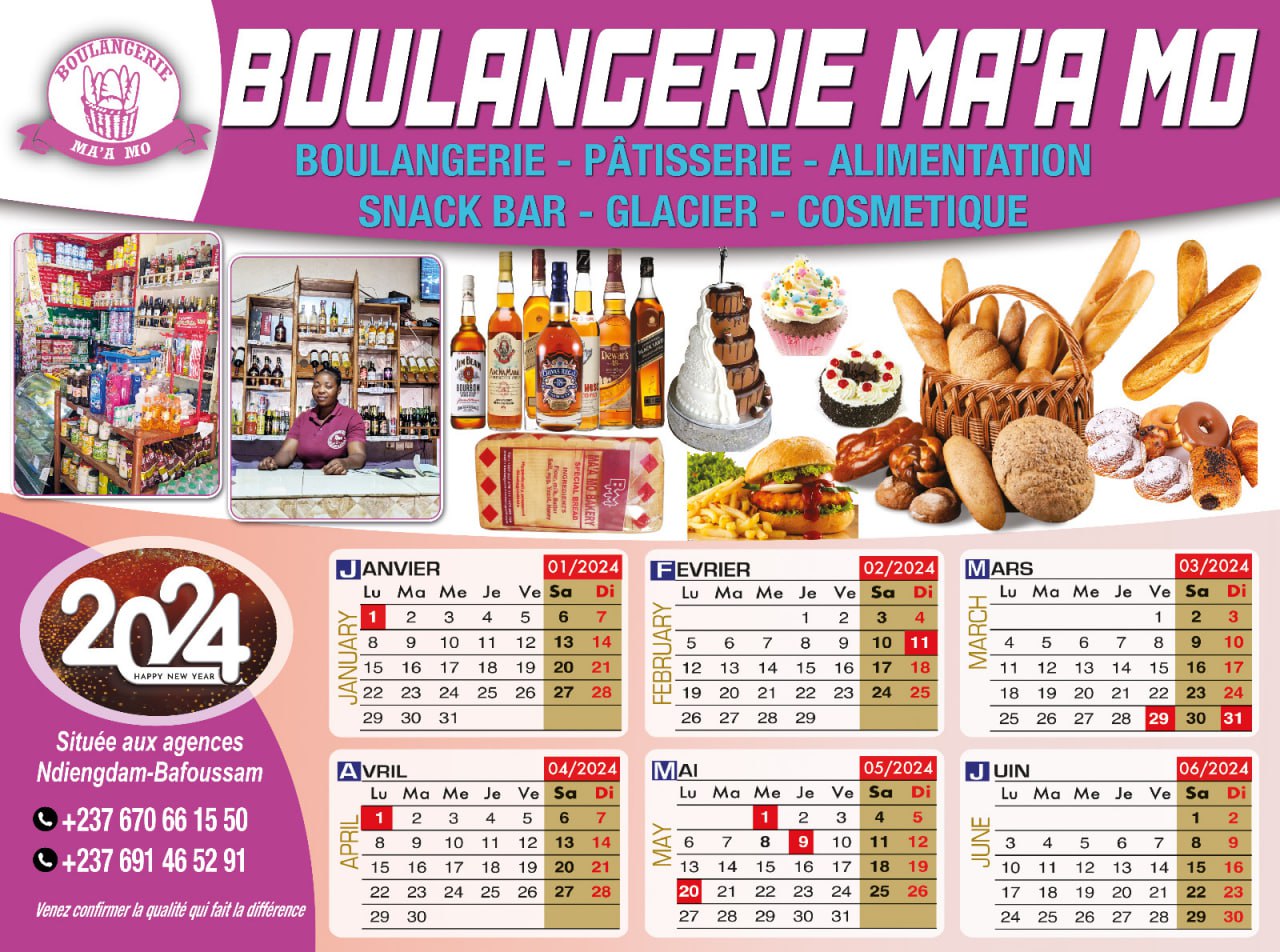 BOULANGERIE
MA'A MO
BOULANGERIE MA'A MO
BOULANGERIE - PÂTISSERIE - ALIMENTATION
SNACK BAR - GLACIER - COSMETIQUE
JIM BEAM
BOURBON
CHIVAS REGAL
Dewar's
MA'A MO BAKERY
SPECIAL BREAD
INGREDIENTS
2024
HAPPY NEW YEAR
Située aux agences
Ndiengdam-Bafoussam
+237 670 66 15 50
+237 691 46 52 91
Venez confirmer la qualité qui fait la différence
JANVIER 01/2024
JANUARY
Lu Ma Me Je Ve Sa Di
1 2 3 4 5 6 7
8 9 10 11 12 13 14
15 16 17 18 19 20 21
22 23 24 25 26 27 28
29 30 31
FEVRIER 02/2024
FEBRUARY
Lu Ma Me Je Ve Sa Di
1 2 3 4
5 6 7 8 9 10 11
12 13 14 15 16 17 18
19 20 21 22 23 24 25
26 27 28 29
MARS 03/2024
MARCH
Lu Ma Me Je Ve Sa Di
1 2 3
4 5 6 7 8 9 10
11 12 13 14 15 16 17
18 19 20 21 22 23 24
25 26 27 28 29 30 31
AVRIL 04/2024
APRIL
Lu Ma Me Je Ve Sa Di
1 2 3 4 5 6 7
8 9 10 11 12 13 14
15 16 17 18 19 20 21
22 23 24 25 26 27 28
29 30
MAI 05/2024
MAY
Lu Ma Me Je Ve Sa Di
1 2 3 4 5
6 7 8 9 10 11 12
13 14 15 16 17 18 19
20 21 22 23 24 25 26
27 28 29 30 31
JUIN 06/2024
JUNE
Lu Ma Me Je Ve Sa Di
1 2
3 4 5 6 7 8 9
10 11 12 13 14 15 16
17 18 19 20 21 22 23
24 25 26 27 28 29 30